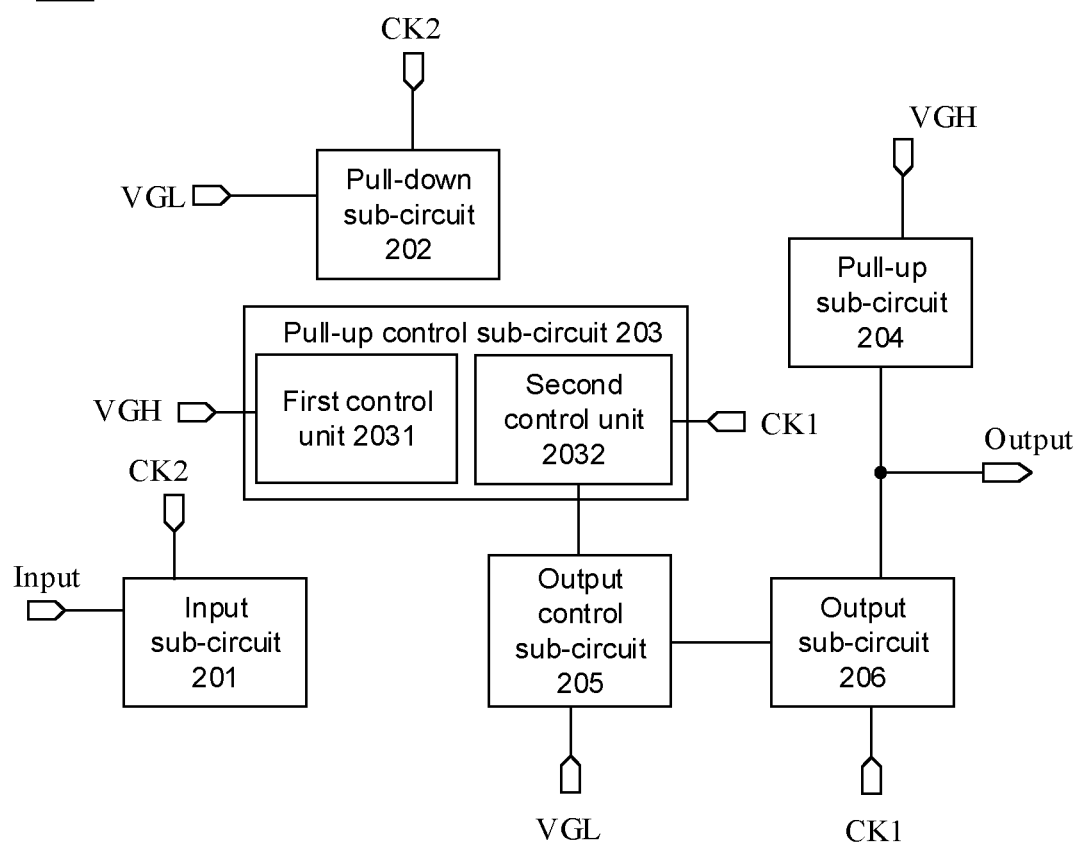 CK2
VGL
Pull-down
sub-circuit
202
VGH
Pull-up
sub-circuit
204
Pull-up control sub-circuit 203
VGH
First control
unit 2031
Second
control unit
2032
CK1
Output
CK2
Input
Input
sub-circuit
201
Output
control
sub-circuit
205
Output
sub-circuit
206
VGL
CK1